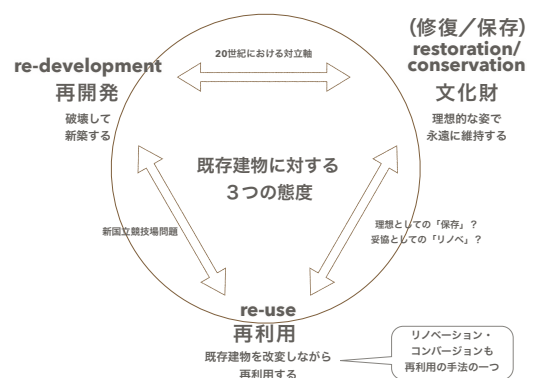 （修復／保存）
restoration/
conservation
文化財
理想的な姿で
永遠に維持する
20世紀における対立軸
re-development
再開発
破壊して
新築する
既存建物に対する
３つの態度
新国立競技場問題
理想としての「保存」？
妥協としての「リノベ」？
re-use
再利用
既存建物を改変しながら
再利用する
リノベーション・
コンバージョンも
再利用の手法の一つ